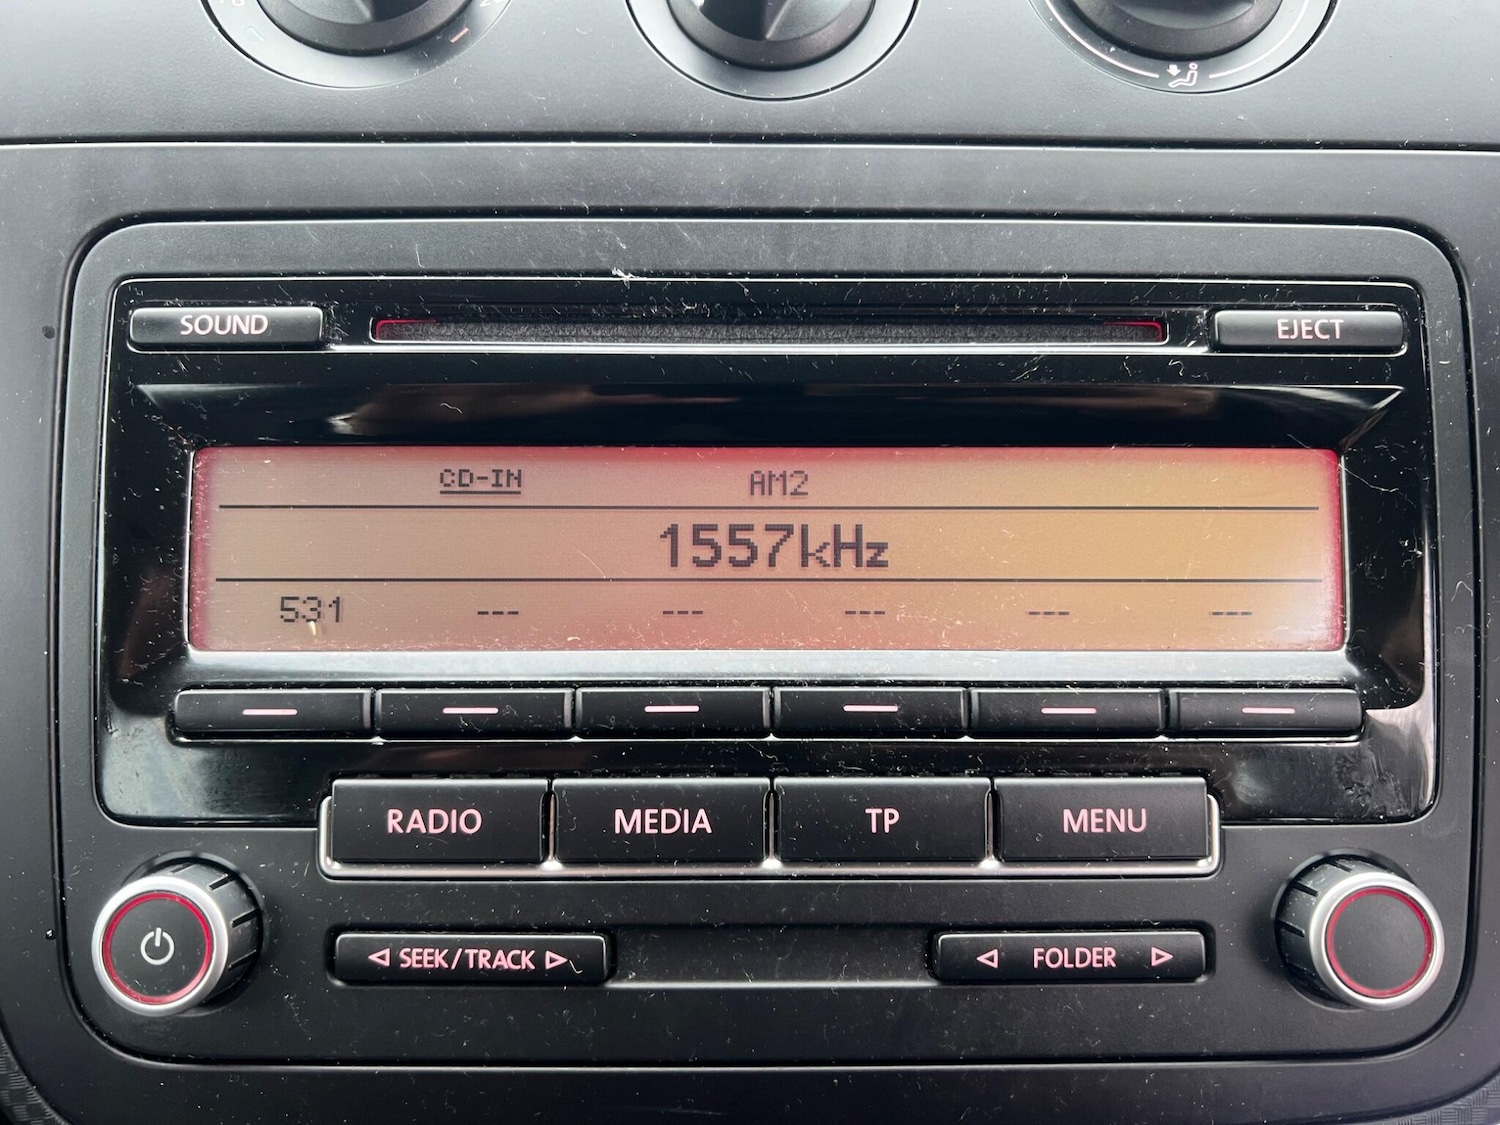 SOUND
EJECT
CD-IN AM2
1557kHz
531 --- --- --- --- ---
RADIO MEDIA TP MENU
SEEK/TRACK FOLDER